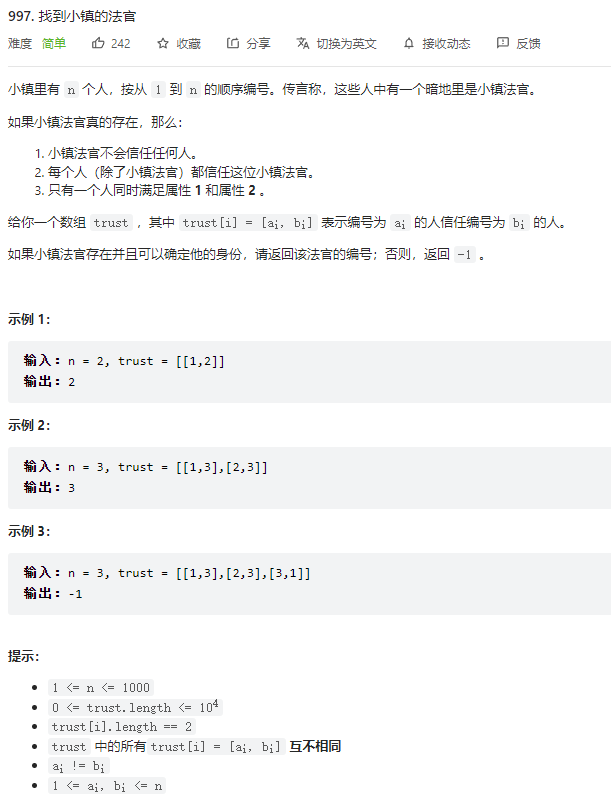 997. 找到小镇的法官
难度 简单 242 收藏 分享 切换为英文 接收动态 反馈
小镇里有 n 个人，按从 1 到 n 的顺序编号。传言称，这些人中有一个暗地里是小镇法官。
如果小镇法官真的存在，那么：
1. 小镇法官不会信任任何人。
2. 每个人（除了小镇法官）都信任这位小镇法官。
3. 只有一个人同时满足属性 1 和属性 2 。
给你一个数组 trust ，其中 trust[i] = [ai, bi] 表示编号为 ai 的人信任编号为 bi 的人。
如果小镇法官存在并且可以确定他的身份，请返回该法官的编号；否则，返回 -1 。
示例 1：
输入：n = 2, trust = [[1,2]]
输出：2
示例 2：
输入：n = 3, trust = [[1,3],[2,3]]
输出：3
示例 3：
输入：n = 3, trust = [[1,3],[2,3],[3,1]]
输出：-1
提示：
• 1 <= n <= 1000
• 0 <= trust.length <= 10⁴
• trust[i].length == 2
• trust 中的所有 trust[i] = [ai, bi] 互不相同
• ai != bi
• 1 <= ai, bi <= n